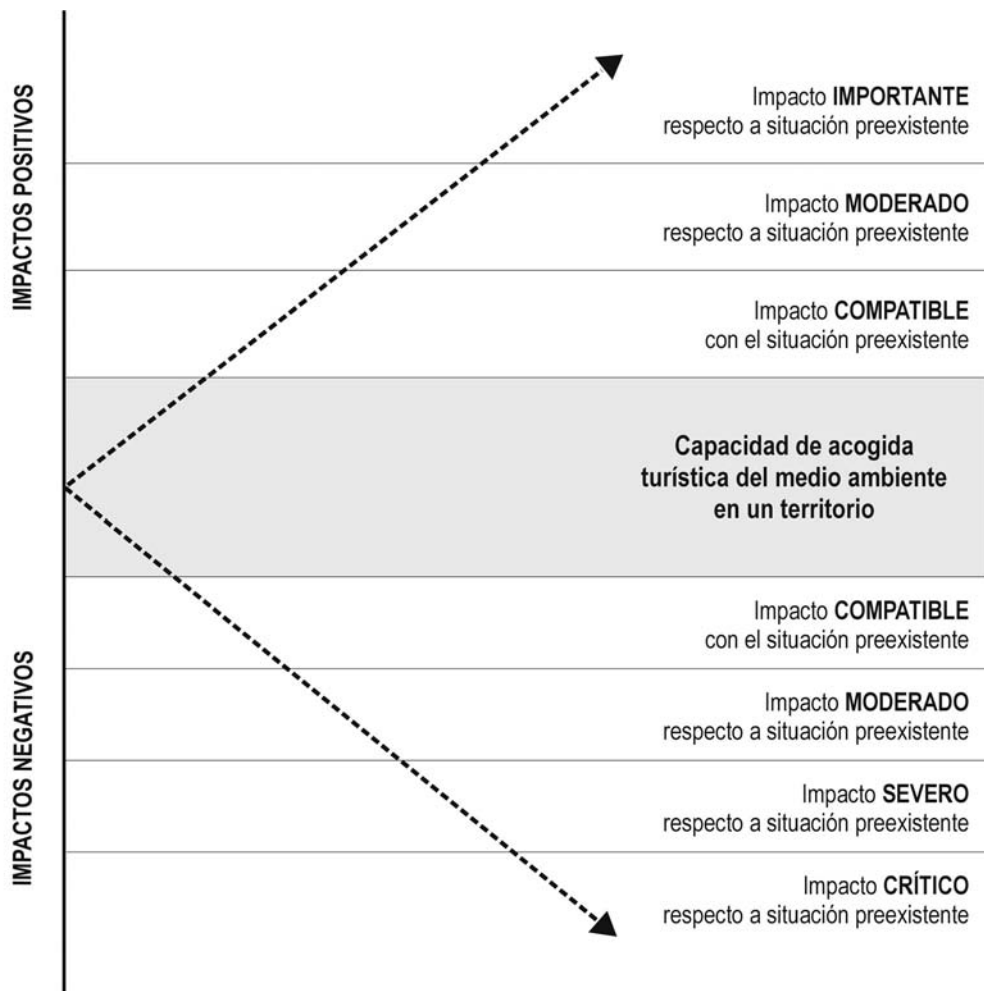 IMPACTOS POSITIVOS
Impacto IMPORTANTE
respecto a situación preexistente
Impacto MODERADO
respecto a situación preexistente
Impacto COMPATIBLE
con el situación preexistente
Capacidad de acogida
turística del medio ambiente
en un territorio
IMPACTOS NEGATIVOS
Impacto COMPATIBLE
con el situación preexistente
Impacto MODERADO
respecto a situación preexistente
Impacto SEVERO
respecto a situación preexistente
Impacto CRÍTICO
respecto a situación preexistente